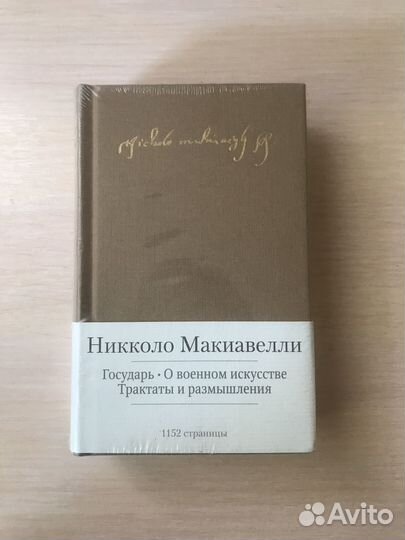 Никколо Макиавелли
Государь • О военном искусстве
Трактаты и размышления
1152 страницы
Avito